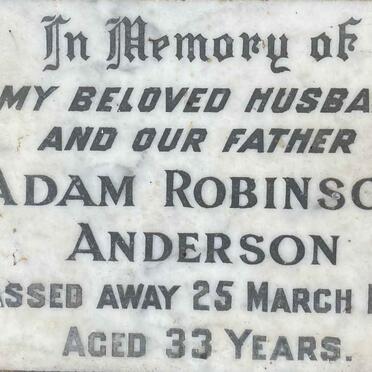 In Memory of
MY BELOVED HUSBA
AND OUR FATHER
ADAM ROBINSO
ANDERSON
ASSED AWAY 25 MARCH
AGED 33 YEARS.